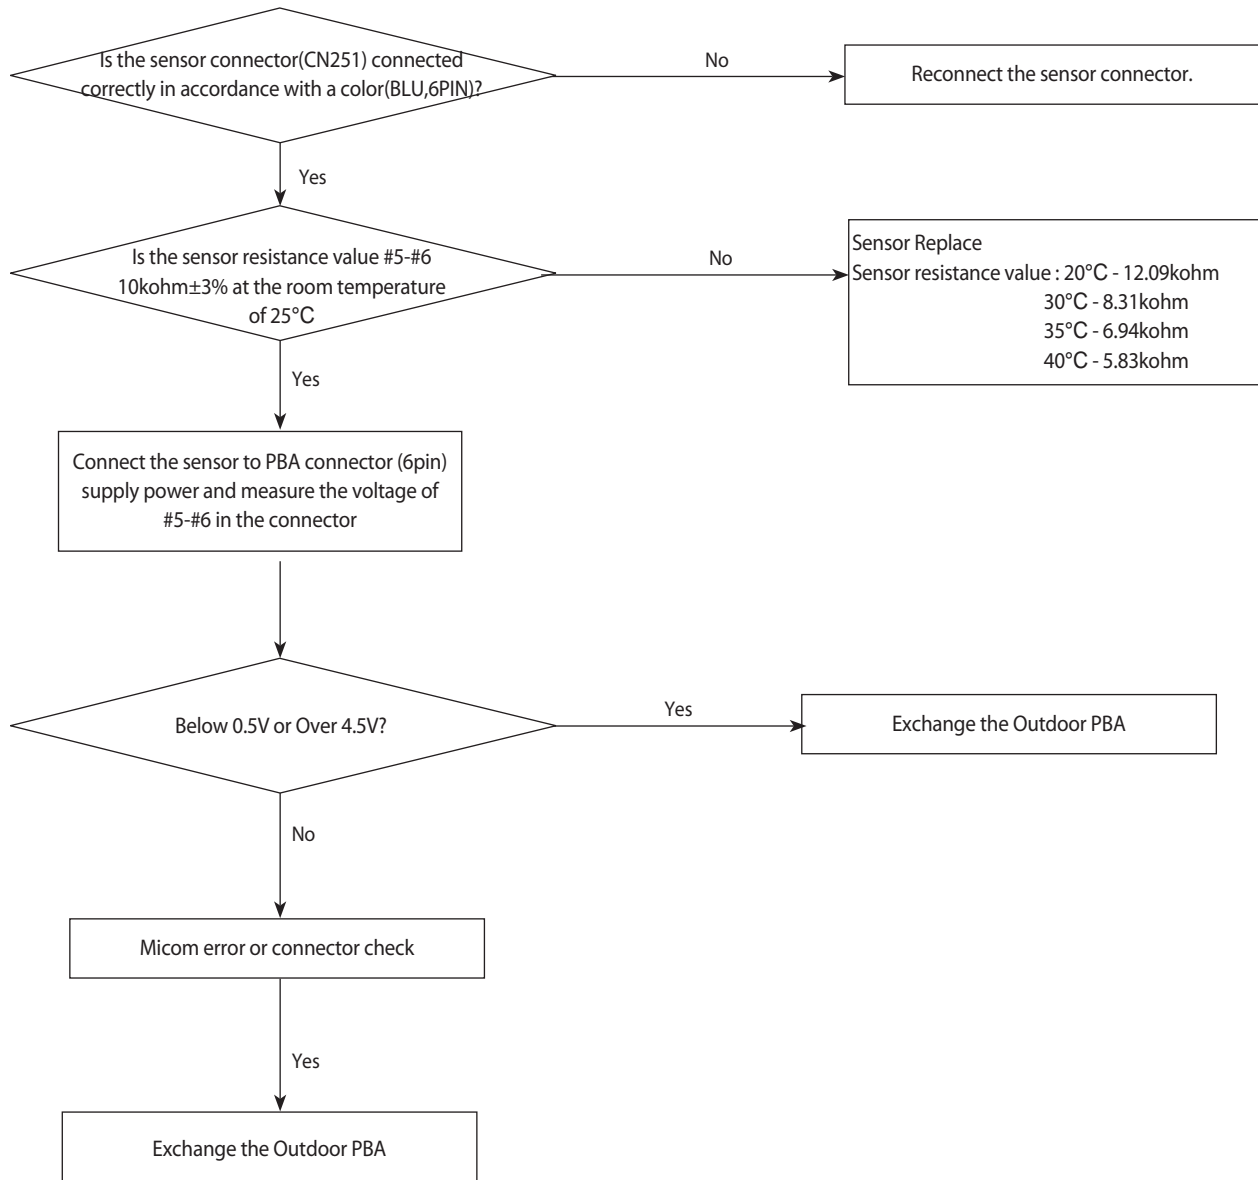 Is the sensor connector(CN251) connected
correctly in accordance with a color(BLU,6PIN)?
No
Reconnect the sensor connector.
Yes
Is the sensor resistance value #5-#6
10kohm±3% at the room temperature
of 25°C
No
Sensor Replace
Sensor resistance value : 20°C - 12.09kohm
30°C - 8.31kohm
35°C - 6.94kohm
40°C - 5.83kohm
Yes
Connect the sensor to PBA connector (6pin)
supply power and measure the voltage of
#5-#6 in the connector
Below 0.5V or Over 4.5V?
Yes
Exchange the Outdoor PBA
No
Micom error or connector check
Yes
Exchange the Outdoor PBA